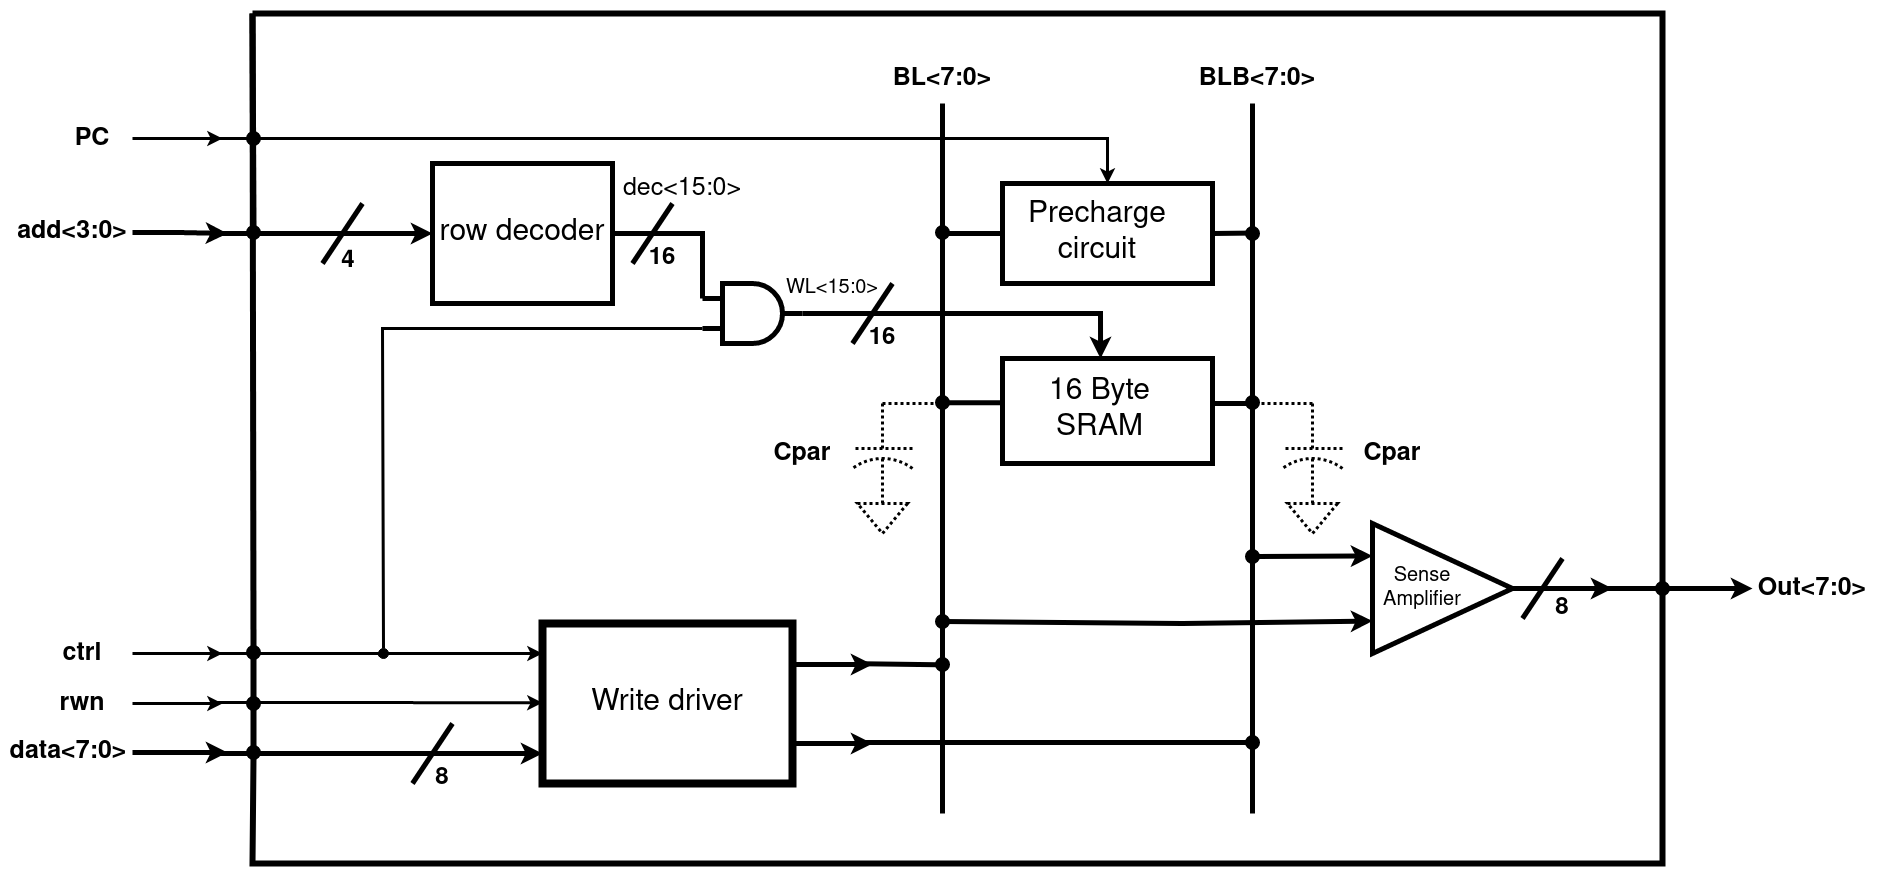 BL<7:0>
BLB<7:0>
PC
add<3:0>
4
row decoder
dec<15:0>
16
Precharge
circuit
WL<15:0>
16
16 Byte
SRAM
Cpar
Cpar
Sense
Amplifier
8
Out<7:0>
ctrl
rwn
data<7:0>
8
Write driver